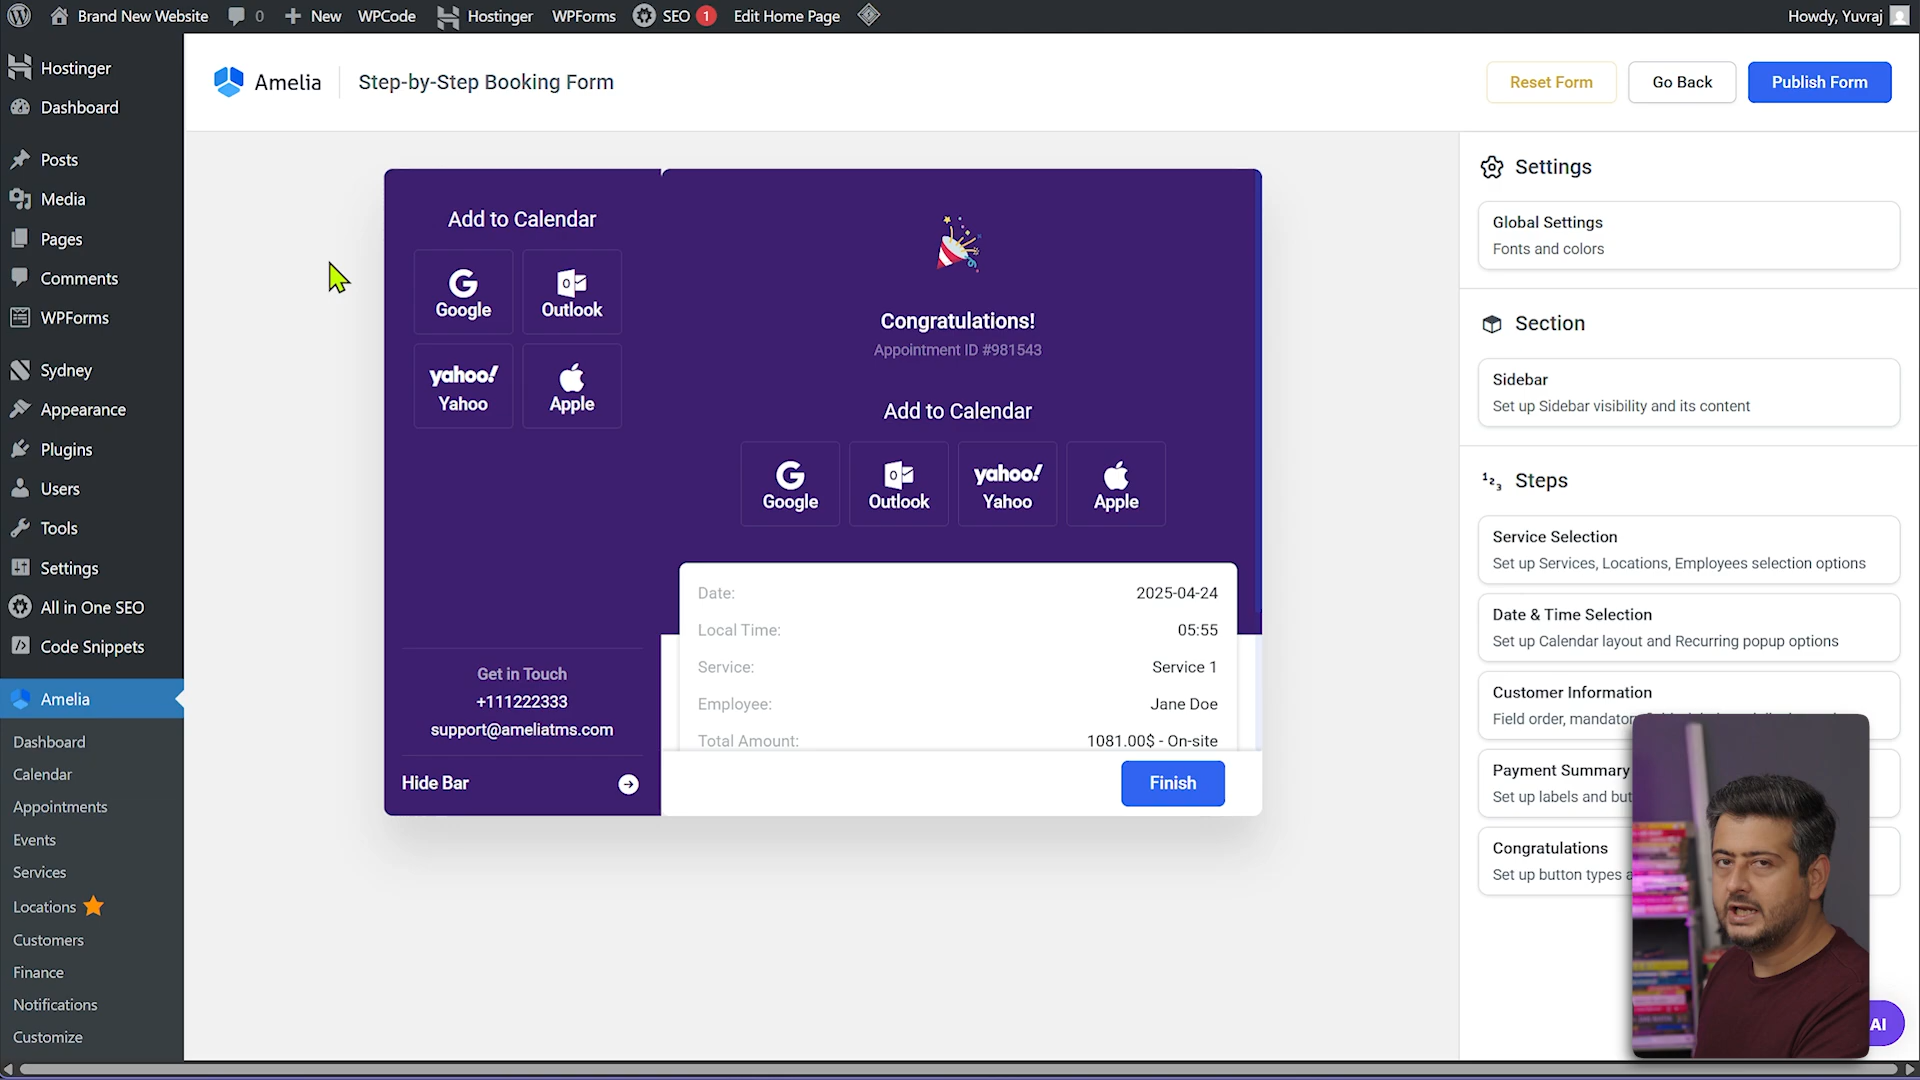 Brand New Website
0
New
WPCode
Hostinger
WPForms
SEO 1
Edit Home Page
Howdy, Yuvraj
Hostinger
Dashboard
Posts
Media
Pages
Comments
WPForms
Sydney
Appearance
Plugins
Users
Tools
Settings
All in One SEO
Code Snippets
Amelia
Dashboard
Calendar
Appointments
Events
Services
Locations
Customers
Finance
Notifications
Customize
Amelia
Step-by-Step Booking Form
Reset Form
Go Back
Publish Form
Add to Calendar
Google
Outlook
yahoo!
Yahoo
Apple
Get in Touch
+111222333
support@ameliatms.com
Hide Bar
Congratulations!
Appointment ID #981543
Add to Calendar
Google
Outlook
yahoo!
Yahoo
Apple
Date: 2025-04-24
Local Time: 05:55
Service: Service 1
Employee: Jane Doe
Total Amount: 1081.00$ - On-site
Finish
Settings
Global Settings
Fonts and colors
Section
Sidebar
Set up Sidebar visibility and its content
Steps
Service Selection
Set up Services, Locations, Employees selection options
Date & Time Selection
Set up Calendar layout and Recurring popup options
Customer Information
Field order,
Payment Summary
Set up labels and
Congratulations
Set up button types
AI